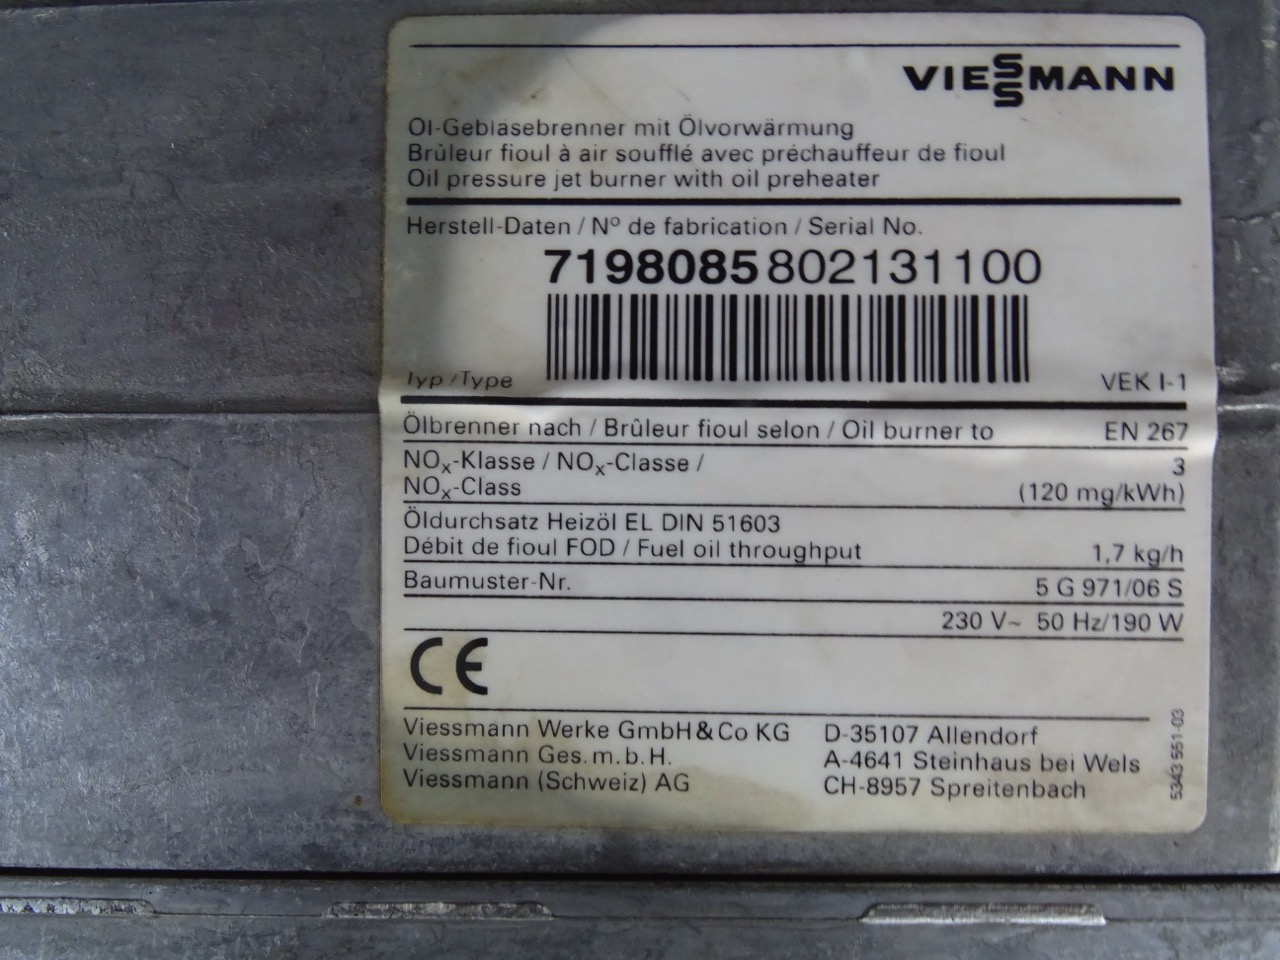 VIESSMANN
Öl-Gebläsebrenner mit Ölvorwärmung
Brûleur fioul à air soufflé avec préchauffeur de fioul
Oil pressure jet burner with oil preheater
Herstell-Daten / Nº de fabrication / Serial No.
7198085802131100
Typ / Type VEK I-1
Ölbrenner nach / Brûleur fioul selon / Oil burner to EN 267
NOx-Klasse / NOx-Classe / 3
NOx-Class (120 mg/kWh)
Öldurchsatz Heizöl EL DIN 51603
Débit de fioul FOD / Fuel oil throughput 1,7 kg/h
Baumuster-Nr. 5 G 971/06 S
230 V~ 50 Hz/190 W
CE
Viessmann Werke GmbH & Co KG D-35107 Allendorf
Viessmann Ges. m. b. H. A-4641 Steinhaus bei Wels
Viessmann (Schweiz) AG CH-8957 Spreitenbach
5343 551-03